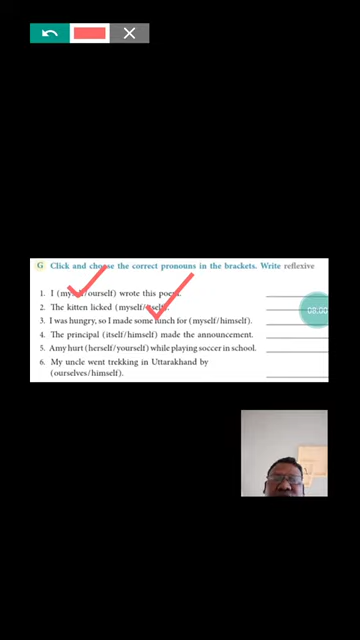 G Click and choose the correct pronouns in the brackets. Write reflexive
1. I (myself/ourself) wrote this poem.
2. The kitten licked (myself/itself).
3. I was hungry, so I made some lunch for (myself/himself).
4. The principal (itself/himself) made the announcement.
5. Amy hurt (herself/yourself) while playing soccer in school.
6. My uncle went trekking in Uttarakhand by
(ourselves/himself).
08:00